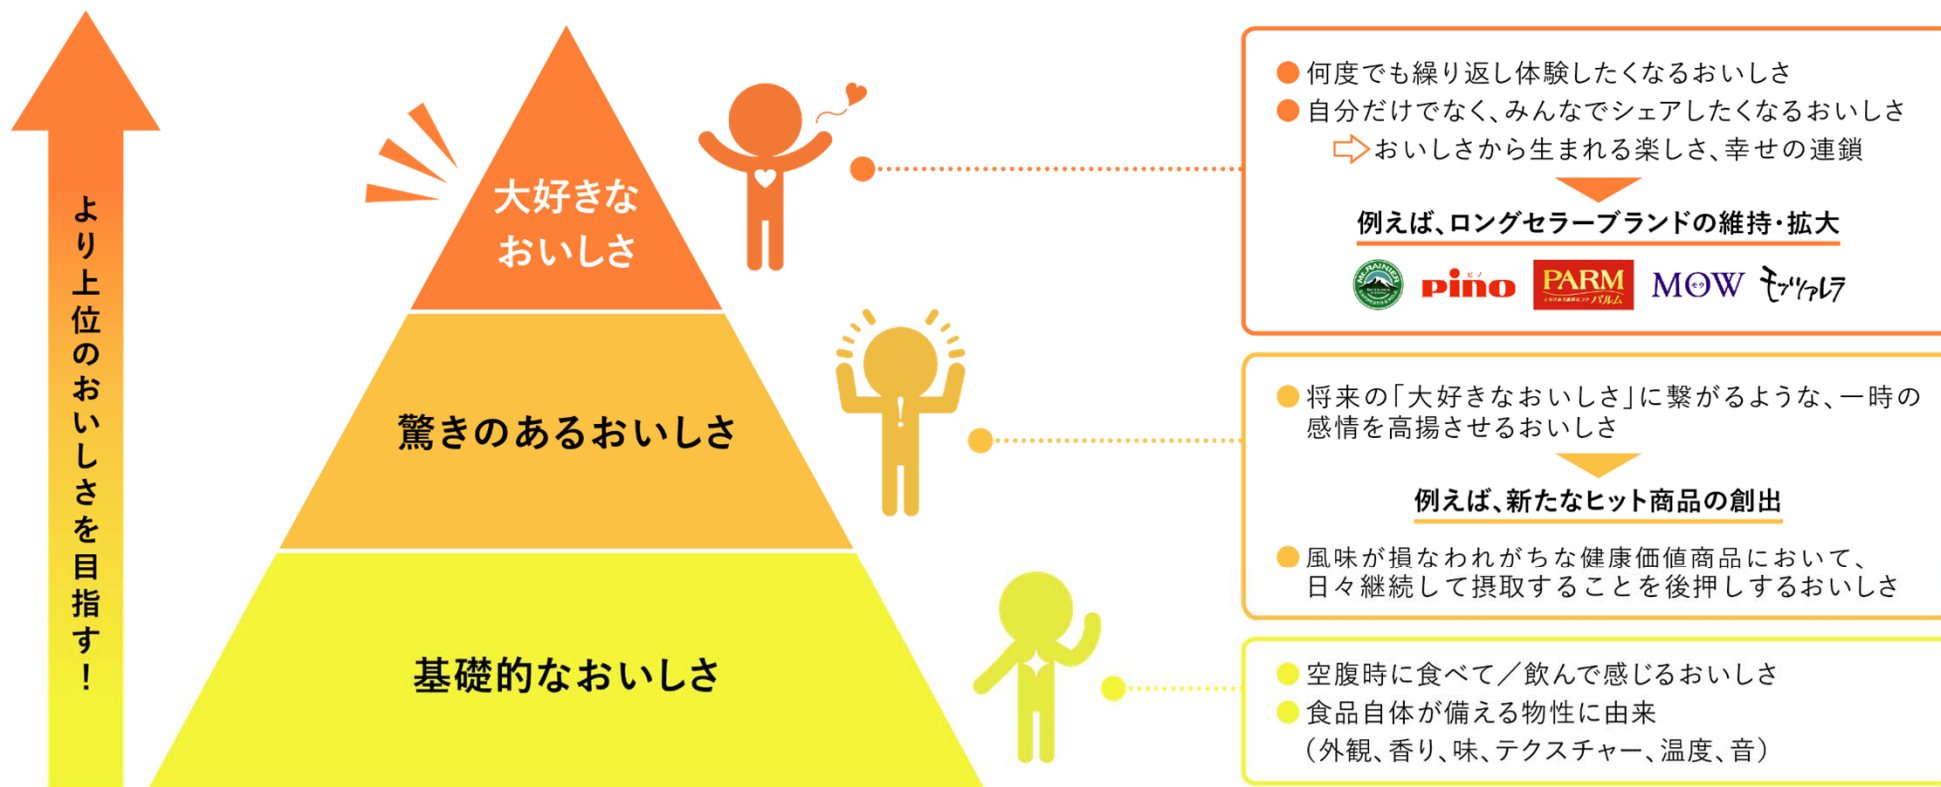 より上位のおいしさを目指す！
大好きな
おいしさ
驚きのあるおいしさ
基礎的なおいしさ
!
● 何度でも繰り返し体験したくなるおいしさ
● 自分だけでなく、みんなでシェアしたくなるおいしさ
⇨おいしさから生まれる楽しさ、幸せの連鎖
例えば、ロングセラーブランドの維持・拡大
Mt.RAINIER
ピノ
pino
PARM
パルム
MOW
モウ
モッツァレラ
● 将来の「大好きなおいしさ」に繋がるような、一時の
感情を高揚させるおいしさ
例えば、新たなヒット商品の創出
● 風味が損なわれがちな健康価値商品において、
日々継続して摂取することを後押しするおいしさ
● 空腹時に食べて／飲んで感じるおいしさ
● 食品自体が備える物性に由来
（外観、香り、味、テクスチャー、温度、音）